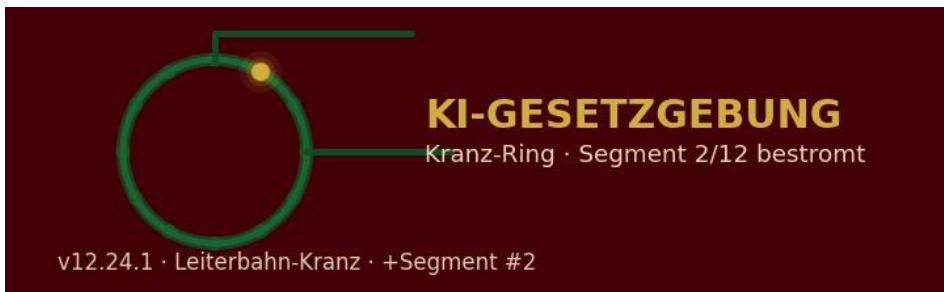 KI-GESETZGEBUNG
Kranz-Ring · Segment 2/12 bestromt
v12.24.1 · Leiterbahn-Kranz · +Segment #2